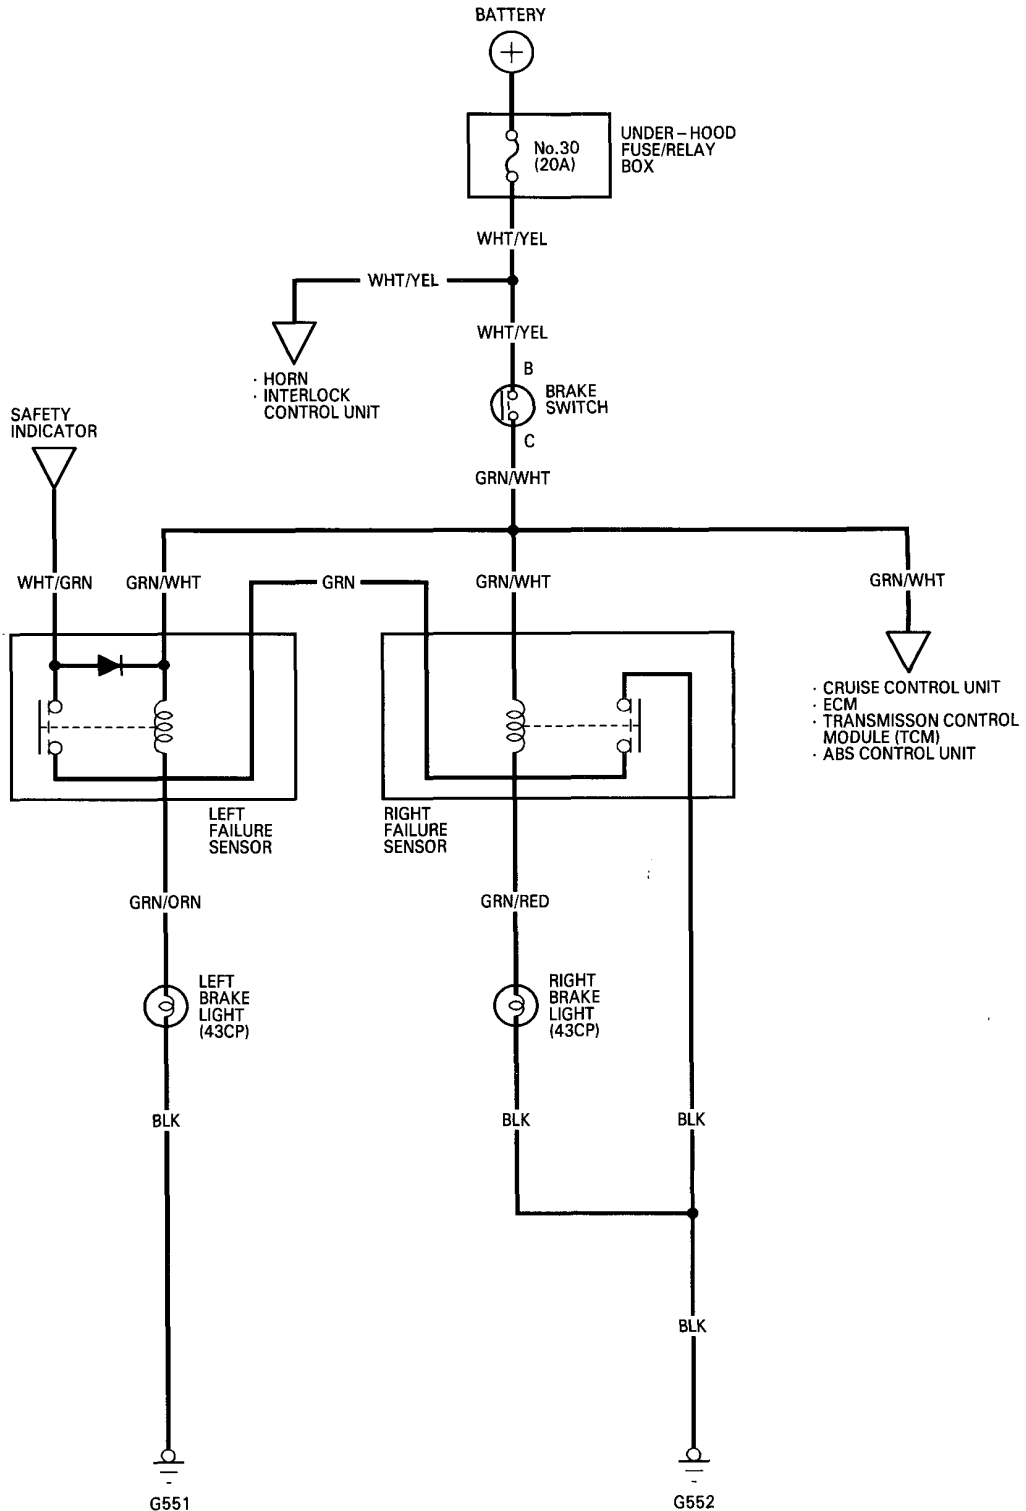 BATTERY
+
No.30
(20A)
UNDER-HOOD
FUSE/RELAY
BOX
WHT/YEL
WHT/YEL
WHT/YEL
· HORN
· INTERLOCK
CONTROL UNIT
B
BRAKE
SWITCH
C
SAFETY
INDICATOR
GRN/WHT
WHT/GRN
GRN/WHT
GRN
GRN/WHT
GRN/WHT
· CRUISE CONTROL UNIT
· ECM
· TRANSMISSON CONTROL
MODULE (TCM)
· ABS CONTROL UNIT
LEFT
FAILURE
SENSOR
RIGHT
FAILURE
SENSOR
GRN/ORN
GRN/RED
LEFT
BRAKE
LIGHT
(43CP)
RIGHT
BRAKE
LIGHT
(43CP)
BLK
BLK
BLK
BLK
G551
G552